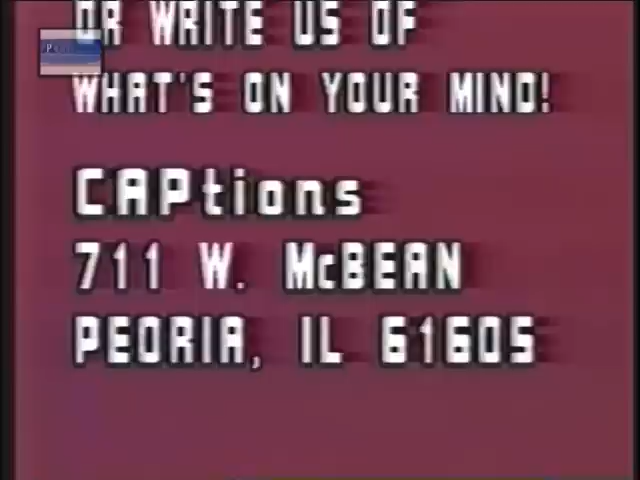 OR WRITE US OF
WHAT'S ON YOUR MIND!
CAPtions
711 W. McBEAN
PEORIA, IL 61605